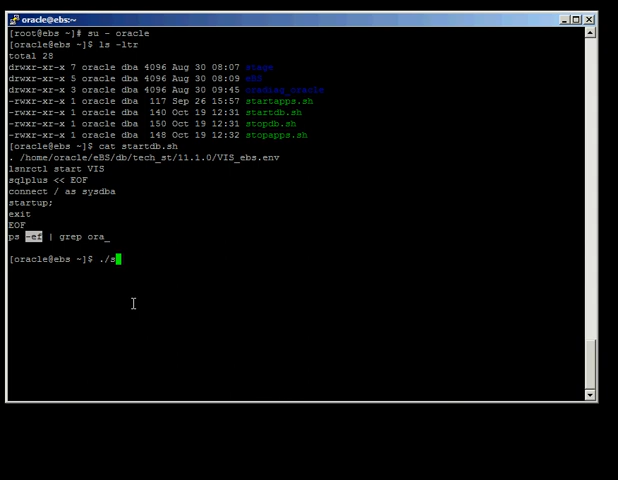 oracle@ebs:~
[root@ebs ~]# su - oracle
[oracle@ebs ~]$ ls -ltr
total 28
drwxr-xr-x 7 oracle dba 4096 Aug 30 08:07 stage
drwxr-xr-x 5 oracle dba 4096 Aug 30 08:09 eBS
drwxr-xr-x 3 oracle dba 4096 Aug 30 09:45 oradiag_oracle
-rwxr-xr-x 1 oracle dba  117 Sep 26 15:57 startapps.sh
-rwxr-xr-x 1 oracle dba  140 Oct 19 12:31 startdb.sh
-rwxr-xr-x 1 oracle dba  150 Oct 19 12:31 stopdb.sh
-rwxr-xr-x 1 oracle dba  148 Oct 19 12:32 stopapps.sh
[oracle@ebs ~]$ cat startdb.sh
. /home/oracle/eBS/db/tech_st/11.1.0/VIS_ebs.env
lsnrctl start VIS
sqlplus << EOF
connect / as sysdba
startup;
exit
EOF
ps -ef | grep ora_
[oracle@ebs ~]$ ./s